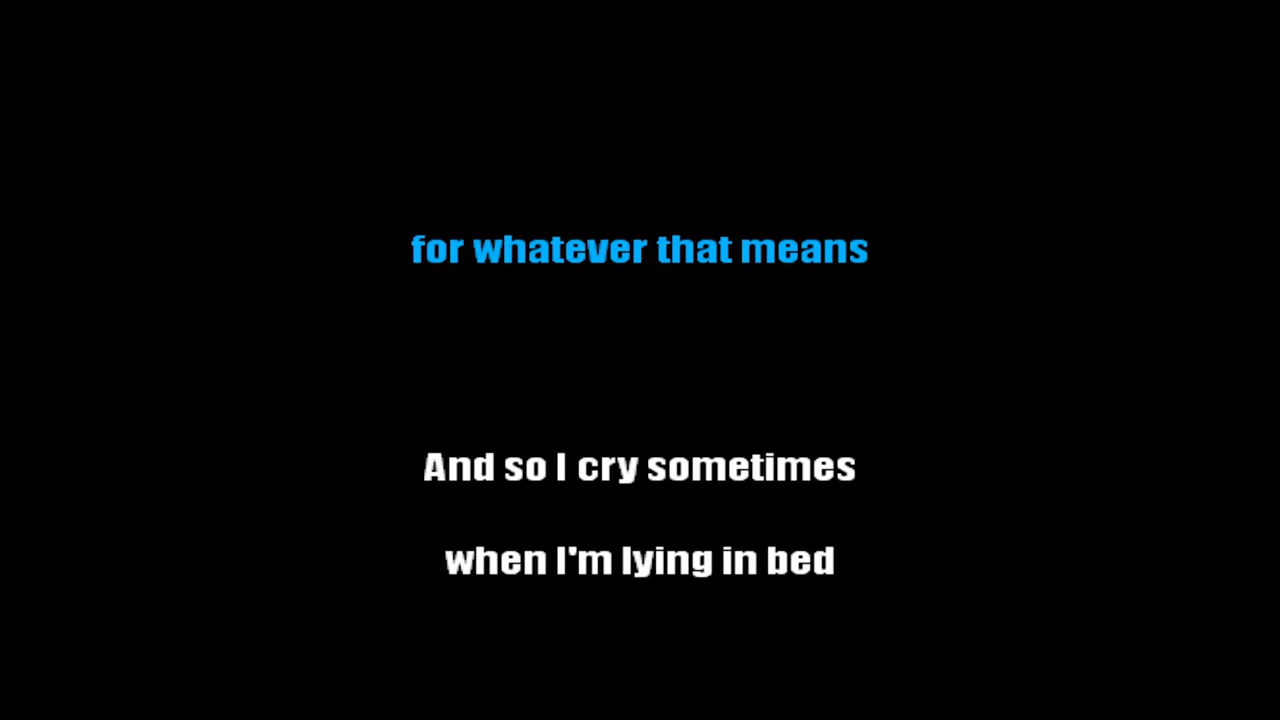 for whatever that means
And so I cry sometimes
when I'm lying in bed